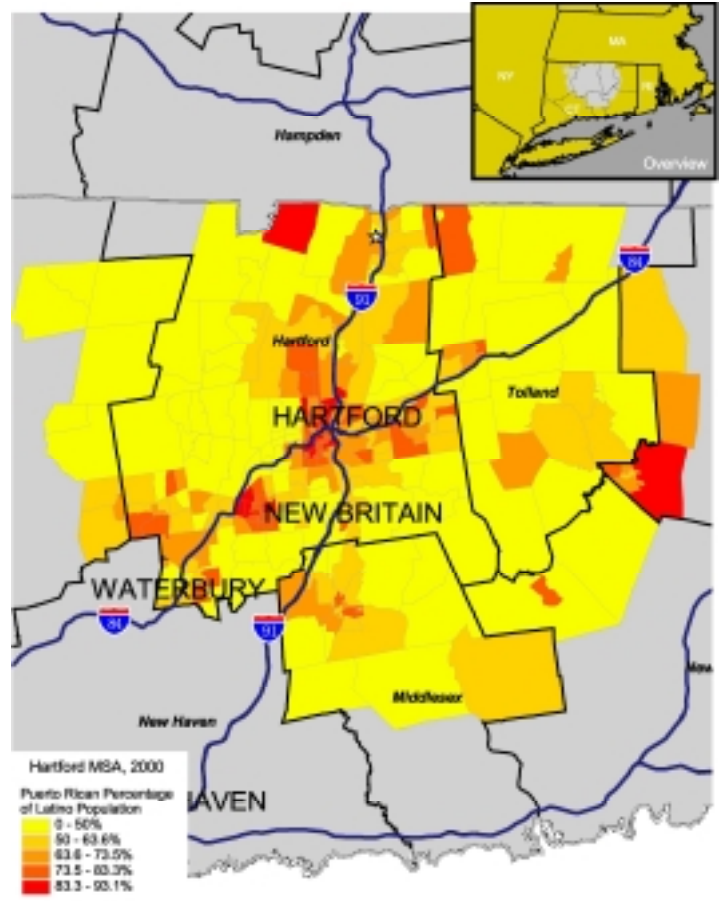 MA
NY
RI
CT
Overview
Hampden
84
91
Hartford
HARTFORD
Tolland
NEW BRITAIN
WATERBURY
84
91
Middlesex
New Haven
Hartford MSA, 2000
Puerto Rican Percentage
of Latino Population
0 - 50%
50 - 63.6%
63.6 - 73.5%
73.5 - 83.3%
83.3 - 93.1%
HAVEN